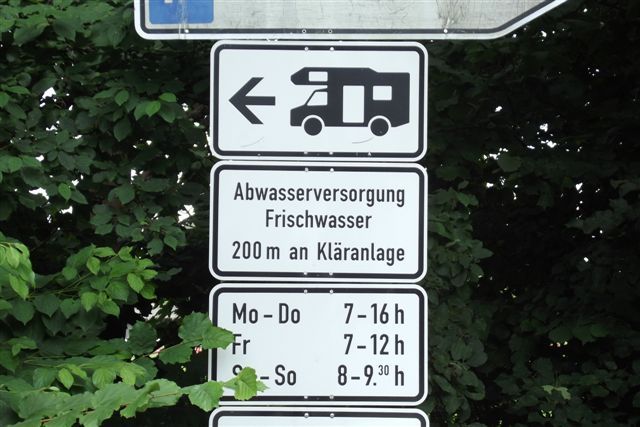 Abwasserversorgung
Frischwasser
200 m an Kläranlage
Mo – Do 7 – 16 h
Fr 7 – 12 h
– So 8 – 9.30 h